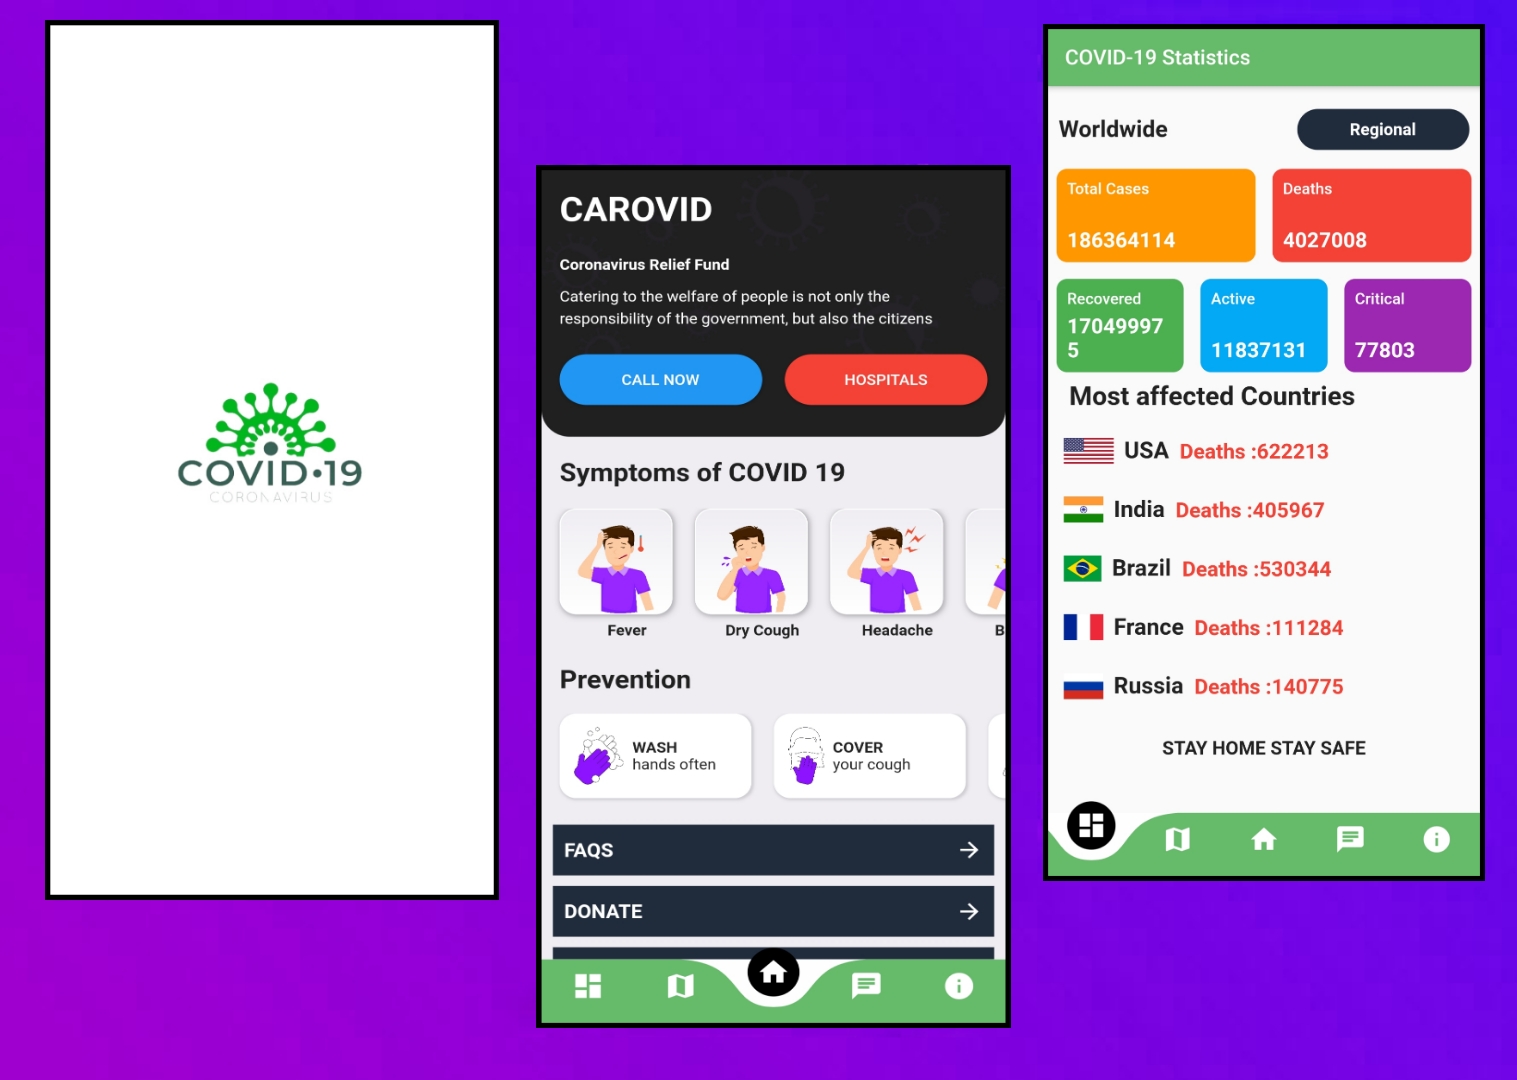 COVID-19
CORONAVIRUS
CAROVID
Coronavirus Relief Fund
Catering to the welfare of people is not only the
responsibility of the government, but also the citizens
CALL NOW
HOSPITALS
Symptoms of COVID 19
Fever
Dry Cough
Headache
B
Prevention
WASH
hands often
COVER
your cough
FAQS
DONATE
COVID-19 Statistics
Worldwide
Regional
Total Cases
186364114
Deaths
4027008
Recovered
17049997
5
Active
11837131
Critical
77803
Most affected Countries
USA Deaths :622213
India Deaths :405967
Brazil Deaths :530344
France Deaths :111284
Russia Deaths :140775
STAY HOME STAY SAFE